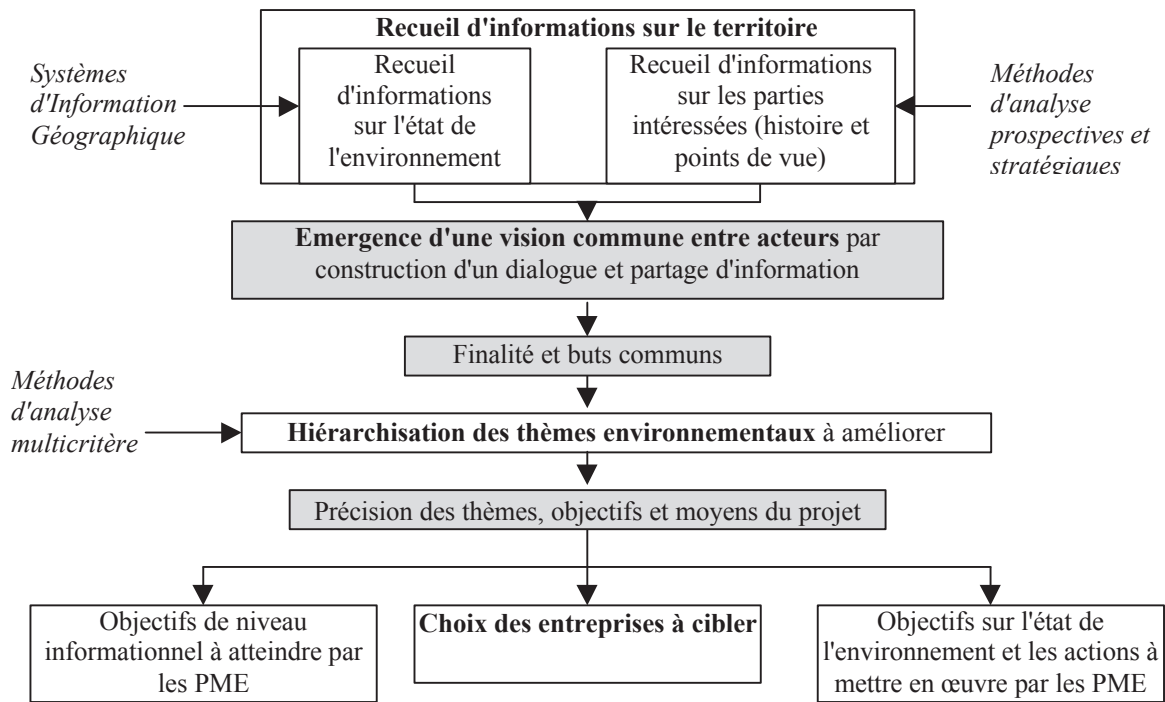 Recueil d'informations sur le territoire
Systèmes
d'Information
Géographique
Recueil
d'informations
sur l'état de
l'environnement
Recueil d'informations
sur les parties
intéressées (histoire et
points de vue)
Méthodes
d'analyse
prospectives et
stratégiques
Emergence d'une vision commune entre acteurs par
construction d'un dialogue et partage d'information
Finalité et buts communs
Méthodes
d'analyse
multicritère
Hiérarchisation des thèmes environnementaux à améliorer
Précision des thèmes, objectifs et moyens du projet
Objectifs de niveau
informationnel à atteindre par
les PME
Choix des entreprises à cibler
Objectifs sur l'état de
l'environnement et les actions à
mettre en œuvre par les PME